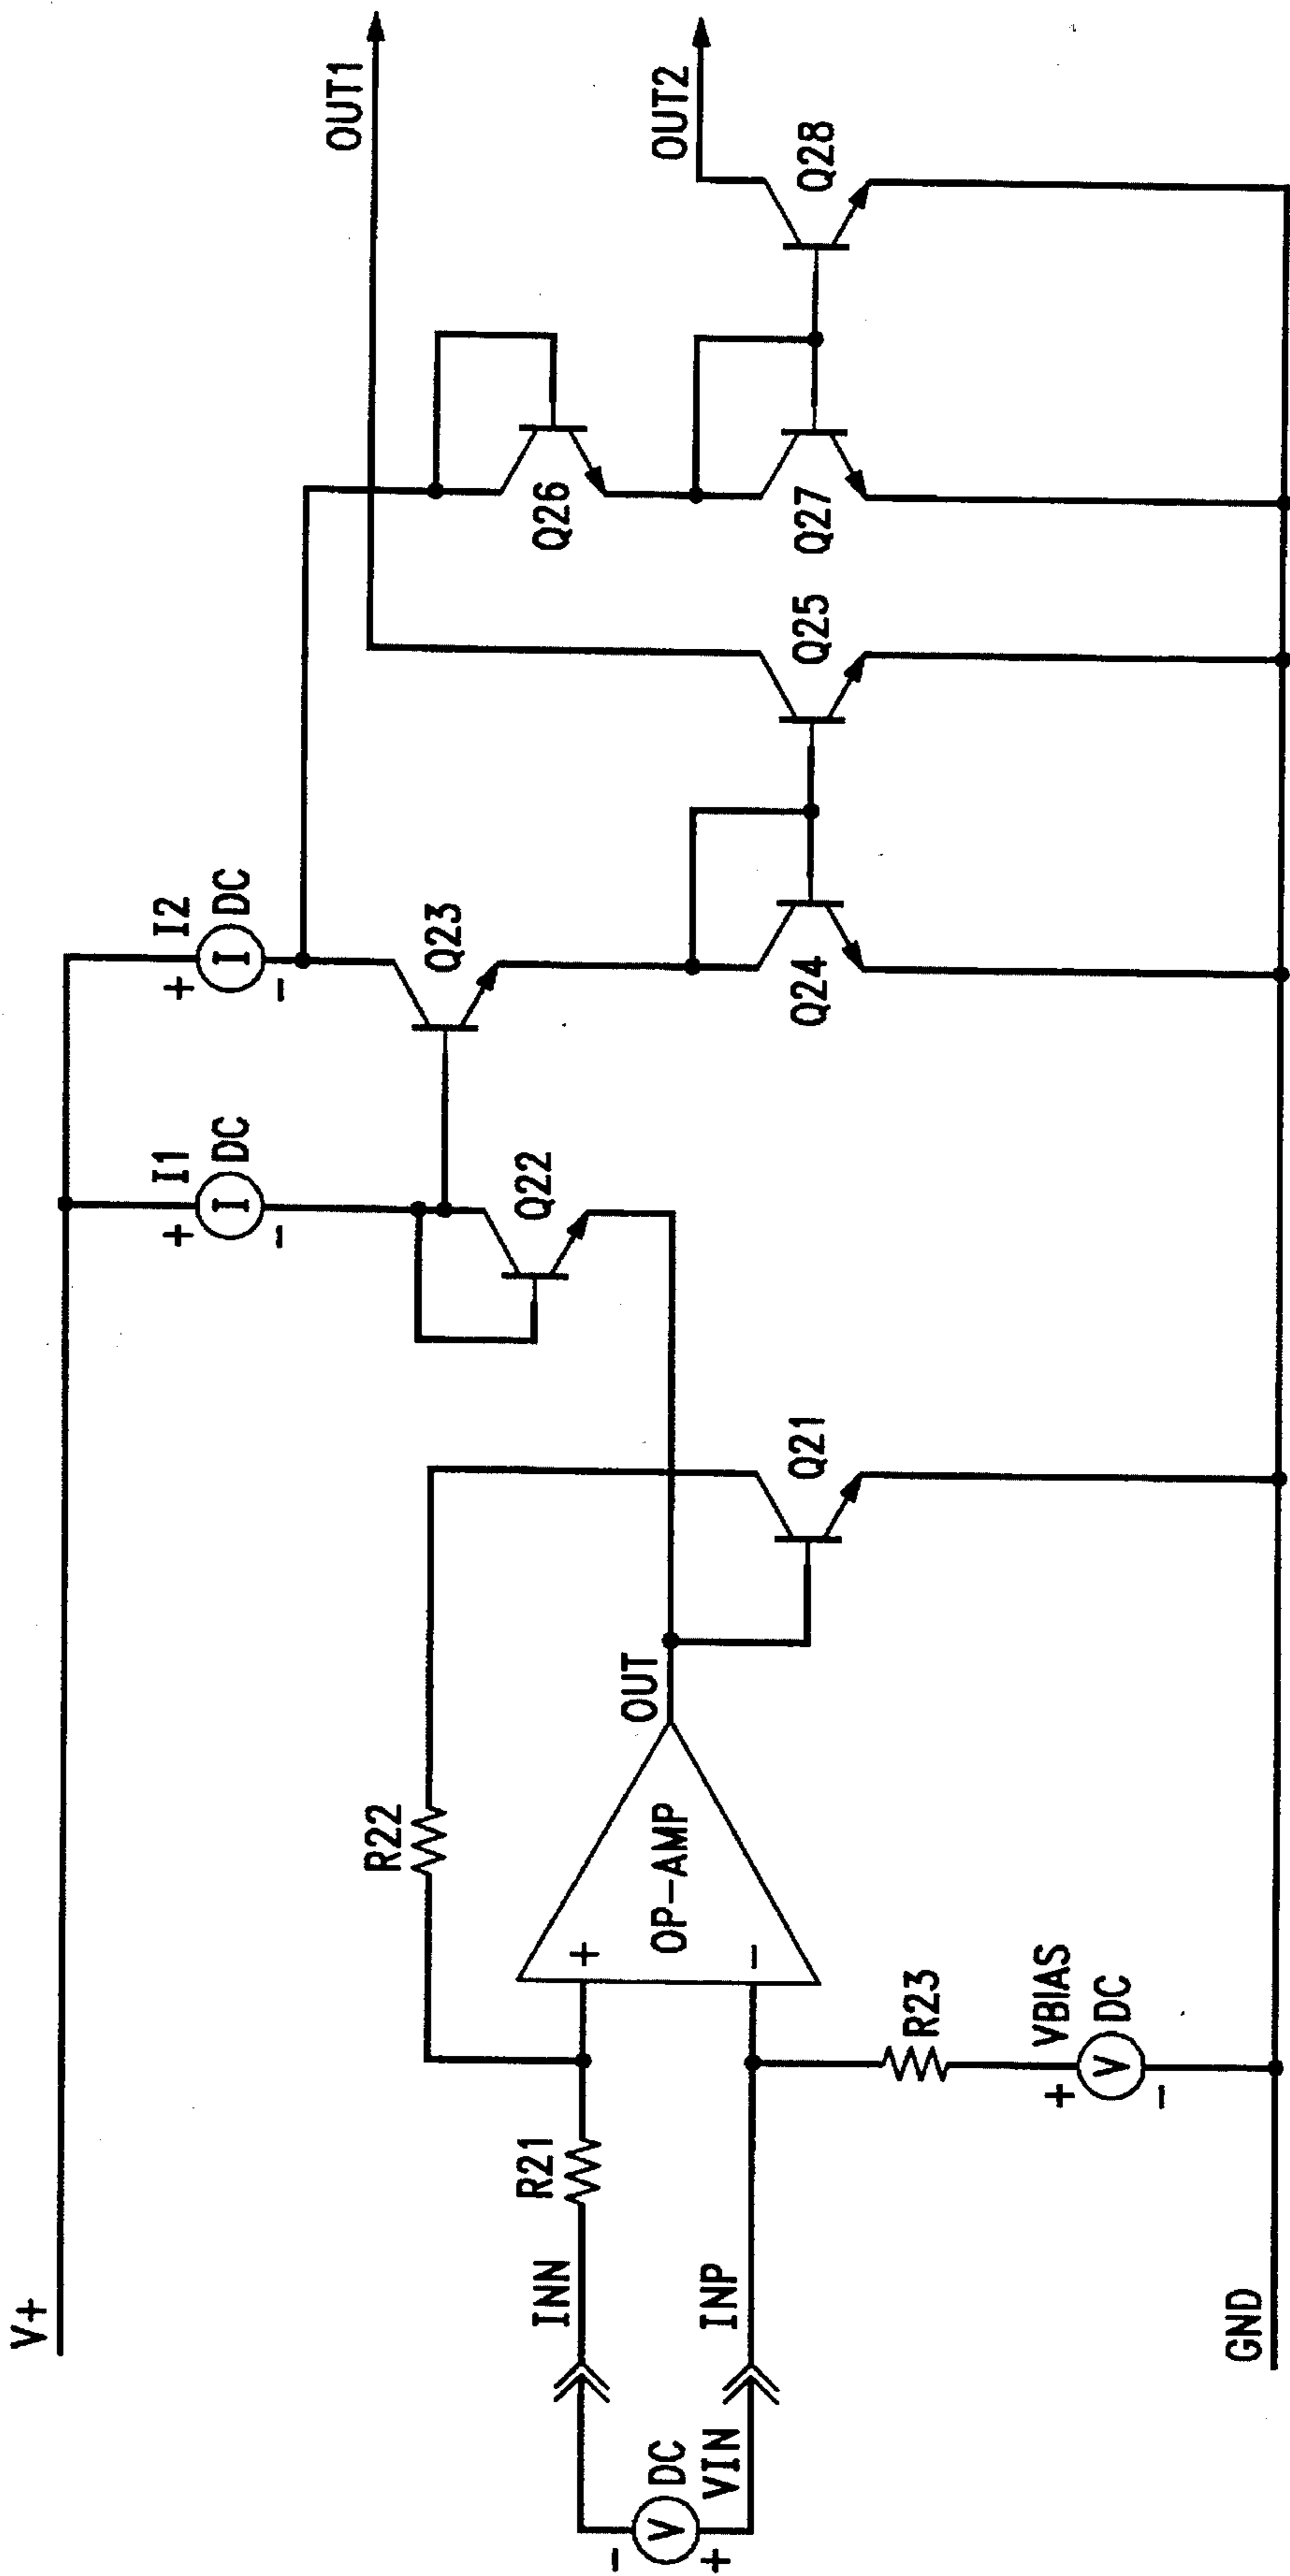 V+
I1
+
I
DC
-
I2
+
I
DC
-
OUT1
OUT2
Q22
Q23
Q26
R22
R21
INN
+
OP-AMP
-
OUT
Q21
Q24
Q25
Q27
Q28
-
V
DC
+
VIN
INP
R23
VBIAS
+
V
DC
-
GND